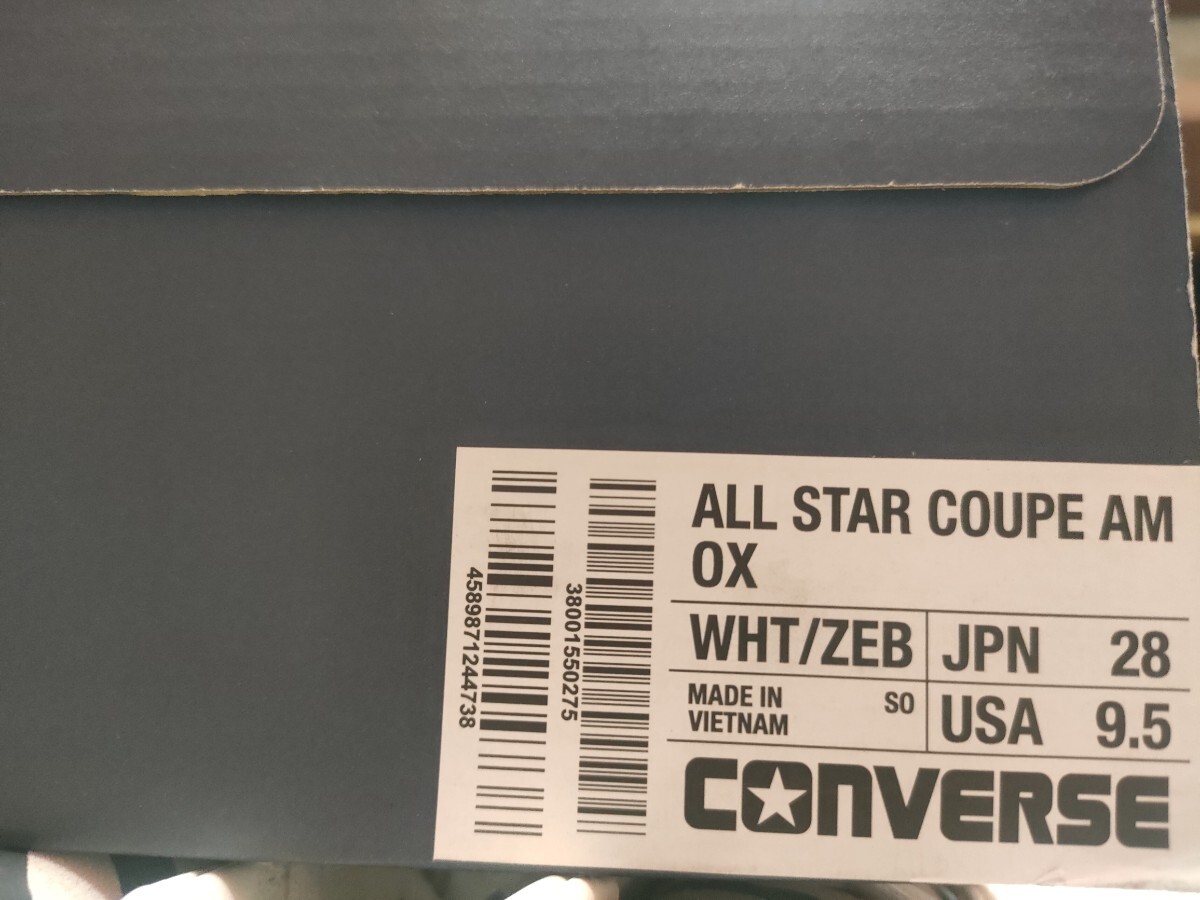 ALL STAR COUPE AM
OX
WHT/ZEB
JPN 28
MADE IN
VIETNAM
SO
USA 9.5
CONVERSE
4589871244738
38001550275